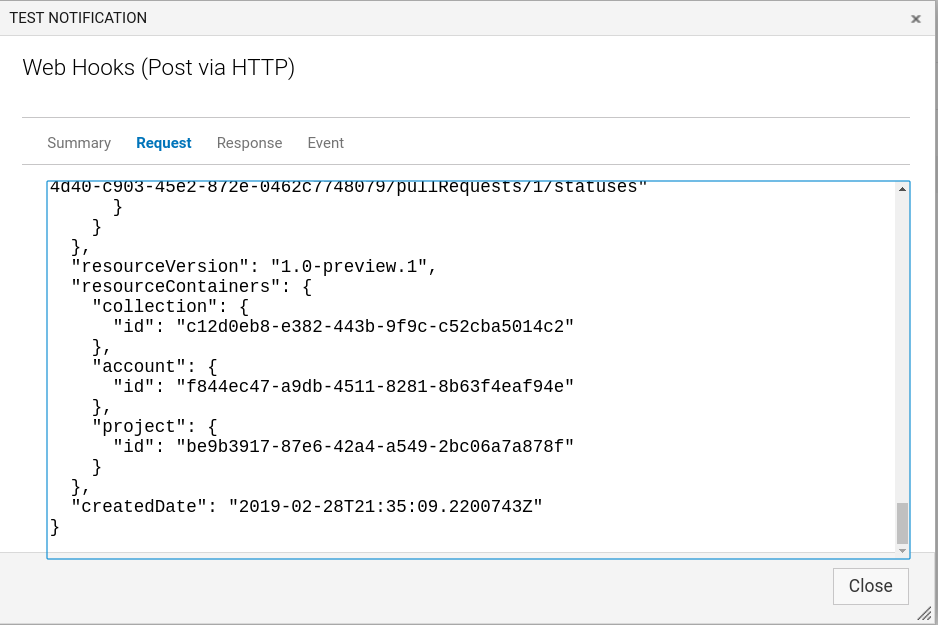 TEST NOTIFICATION
Web Hooks (Post via HTTP)
Summary Request Response Event
4d40-c903-45e2-872e-0462c7748079/pullRequests/1/statuses"
      }
    }
  },
  "resourceVersion": "1.0-preview.1",
  "resourceContainers": {
    "collection": {
      "id": "c12d0eb8-e382-443b-9f9c-c52cba5014c2"
    },
    "account": {
      "id": "f844ec47-a9db-4511-8281-8b63f4eaf94e"
    },
    "project": {
      "id": "be9b3917-87e6-42a4-a549-2bc06a7a878f"
    }
  },
  "createdDate": "2019-02-28T21:35:09.2200743Z"
}
Close